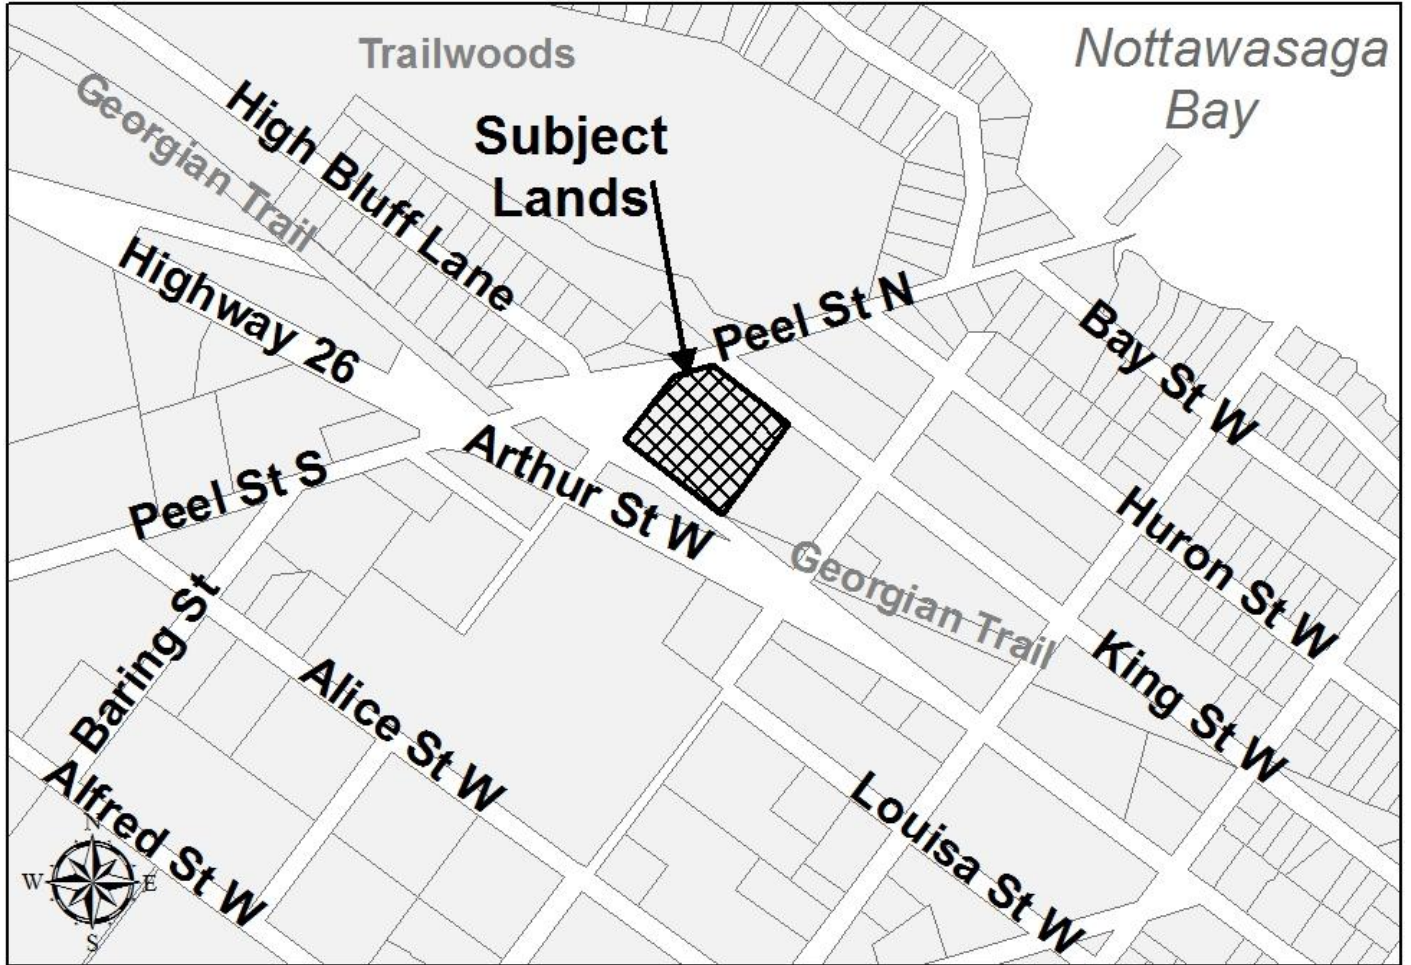 Trailwoods
Nottawasaga
Bay
Georgian Trail
High Bluff Lane
Subject
Lands
Highway 26
Peel St N
Bay St W
Peel St S
Arthur St W
Huron St W
Georgian Trail
King St W
Baring St
Alice St W
Alfred St W
Louisa St W
N
W
E
S